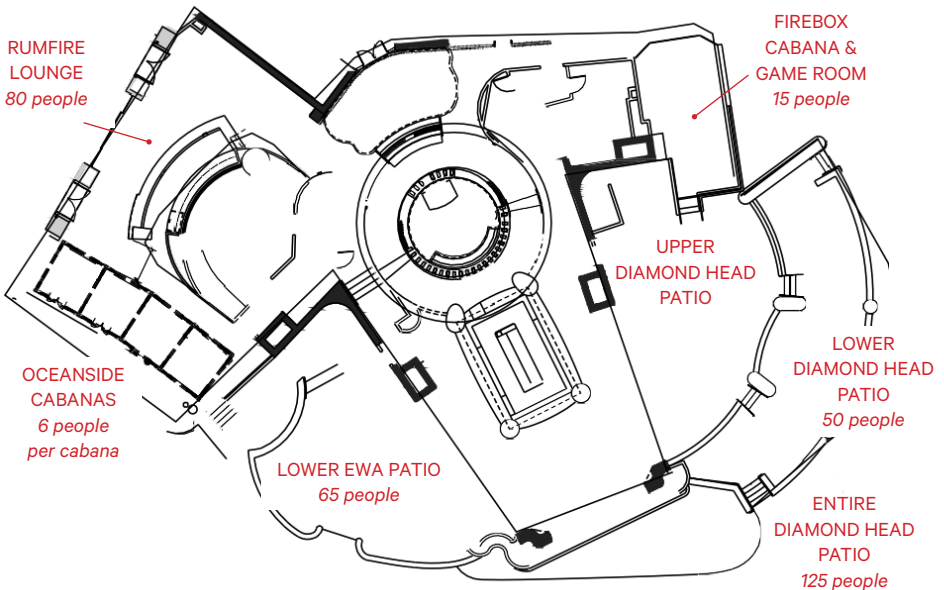 RUMFIRE
LOUNGE
80 people
FIREBOX
CABANA &
GAME ROOM
15 people
UPPER
DIAMOND HEAD
PATIO
LOWER
DIAMOND HEAD
PATIO
50 people
OCEANSIDE
CABANAS
6 people
per cabana
LOWER EWA PATIO
65 people
ENTIRE
DIAMOND HEAD
PATIO
125 people